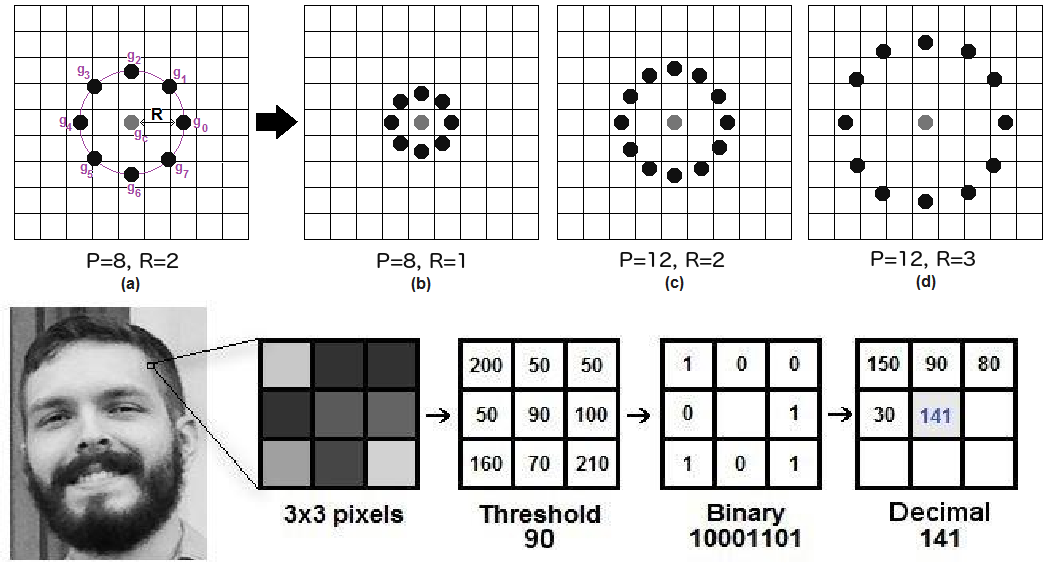 g2
g3 g1
R
g4 gc g0
g5 g7
g6
P=8, R=2
(a)
P=8, R=1
(b)
P=12, R=2
(c)
P=12, R=3
(d)
200 50 50
50 90 100
160 70 210
1 0 0
0 1
1 0 1
150 90 80
30 141
3x3 pixels
Threshold
90
Binary
10001101
Decimal
141